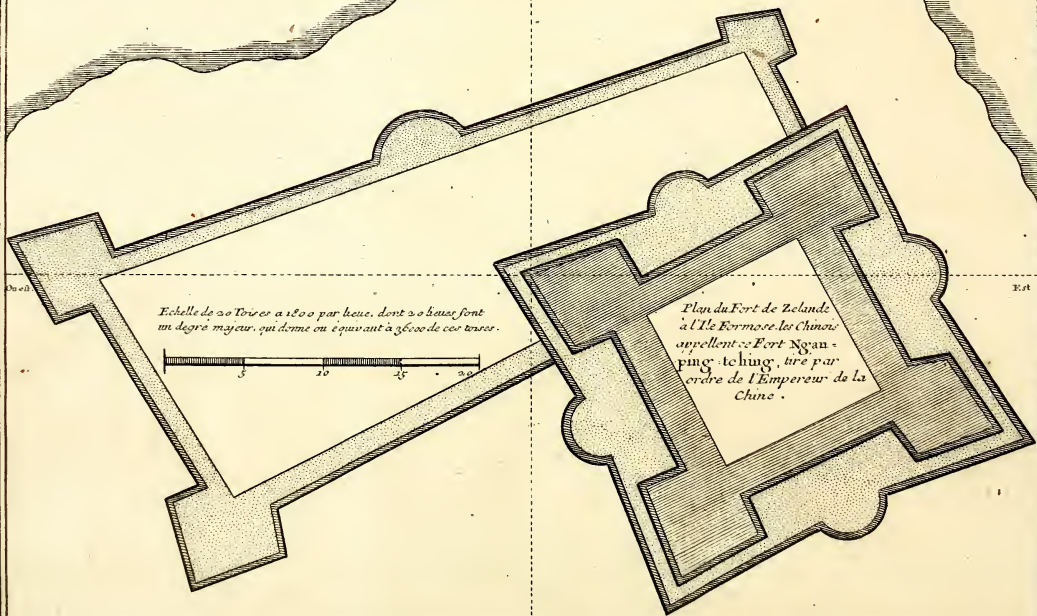 Echelle de 20 Toises a 1800 par lieue, dont 20 lieues font
un degre majeur, qui donne ou équivaut à 36000 de ces toises.
5 10 15 20
Ouest.
Est
Plan du Fort de Zelande
à l'Ile Formose. les Chinois
appellent ce Fort Ngan =
ping tching, tiré par
ordre de l'Empereur de la
Chine.